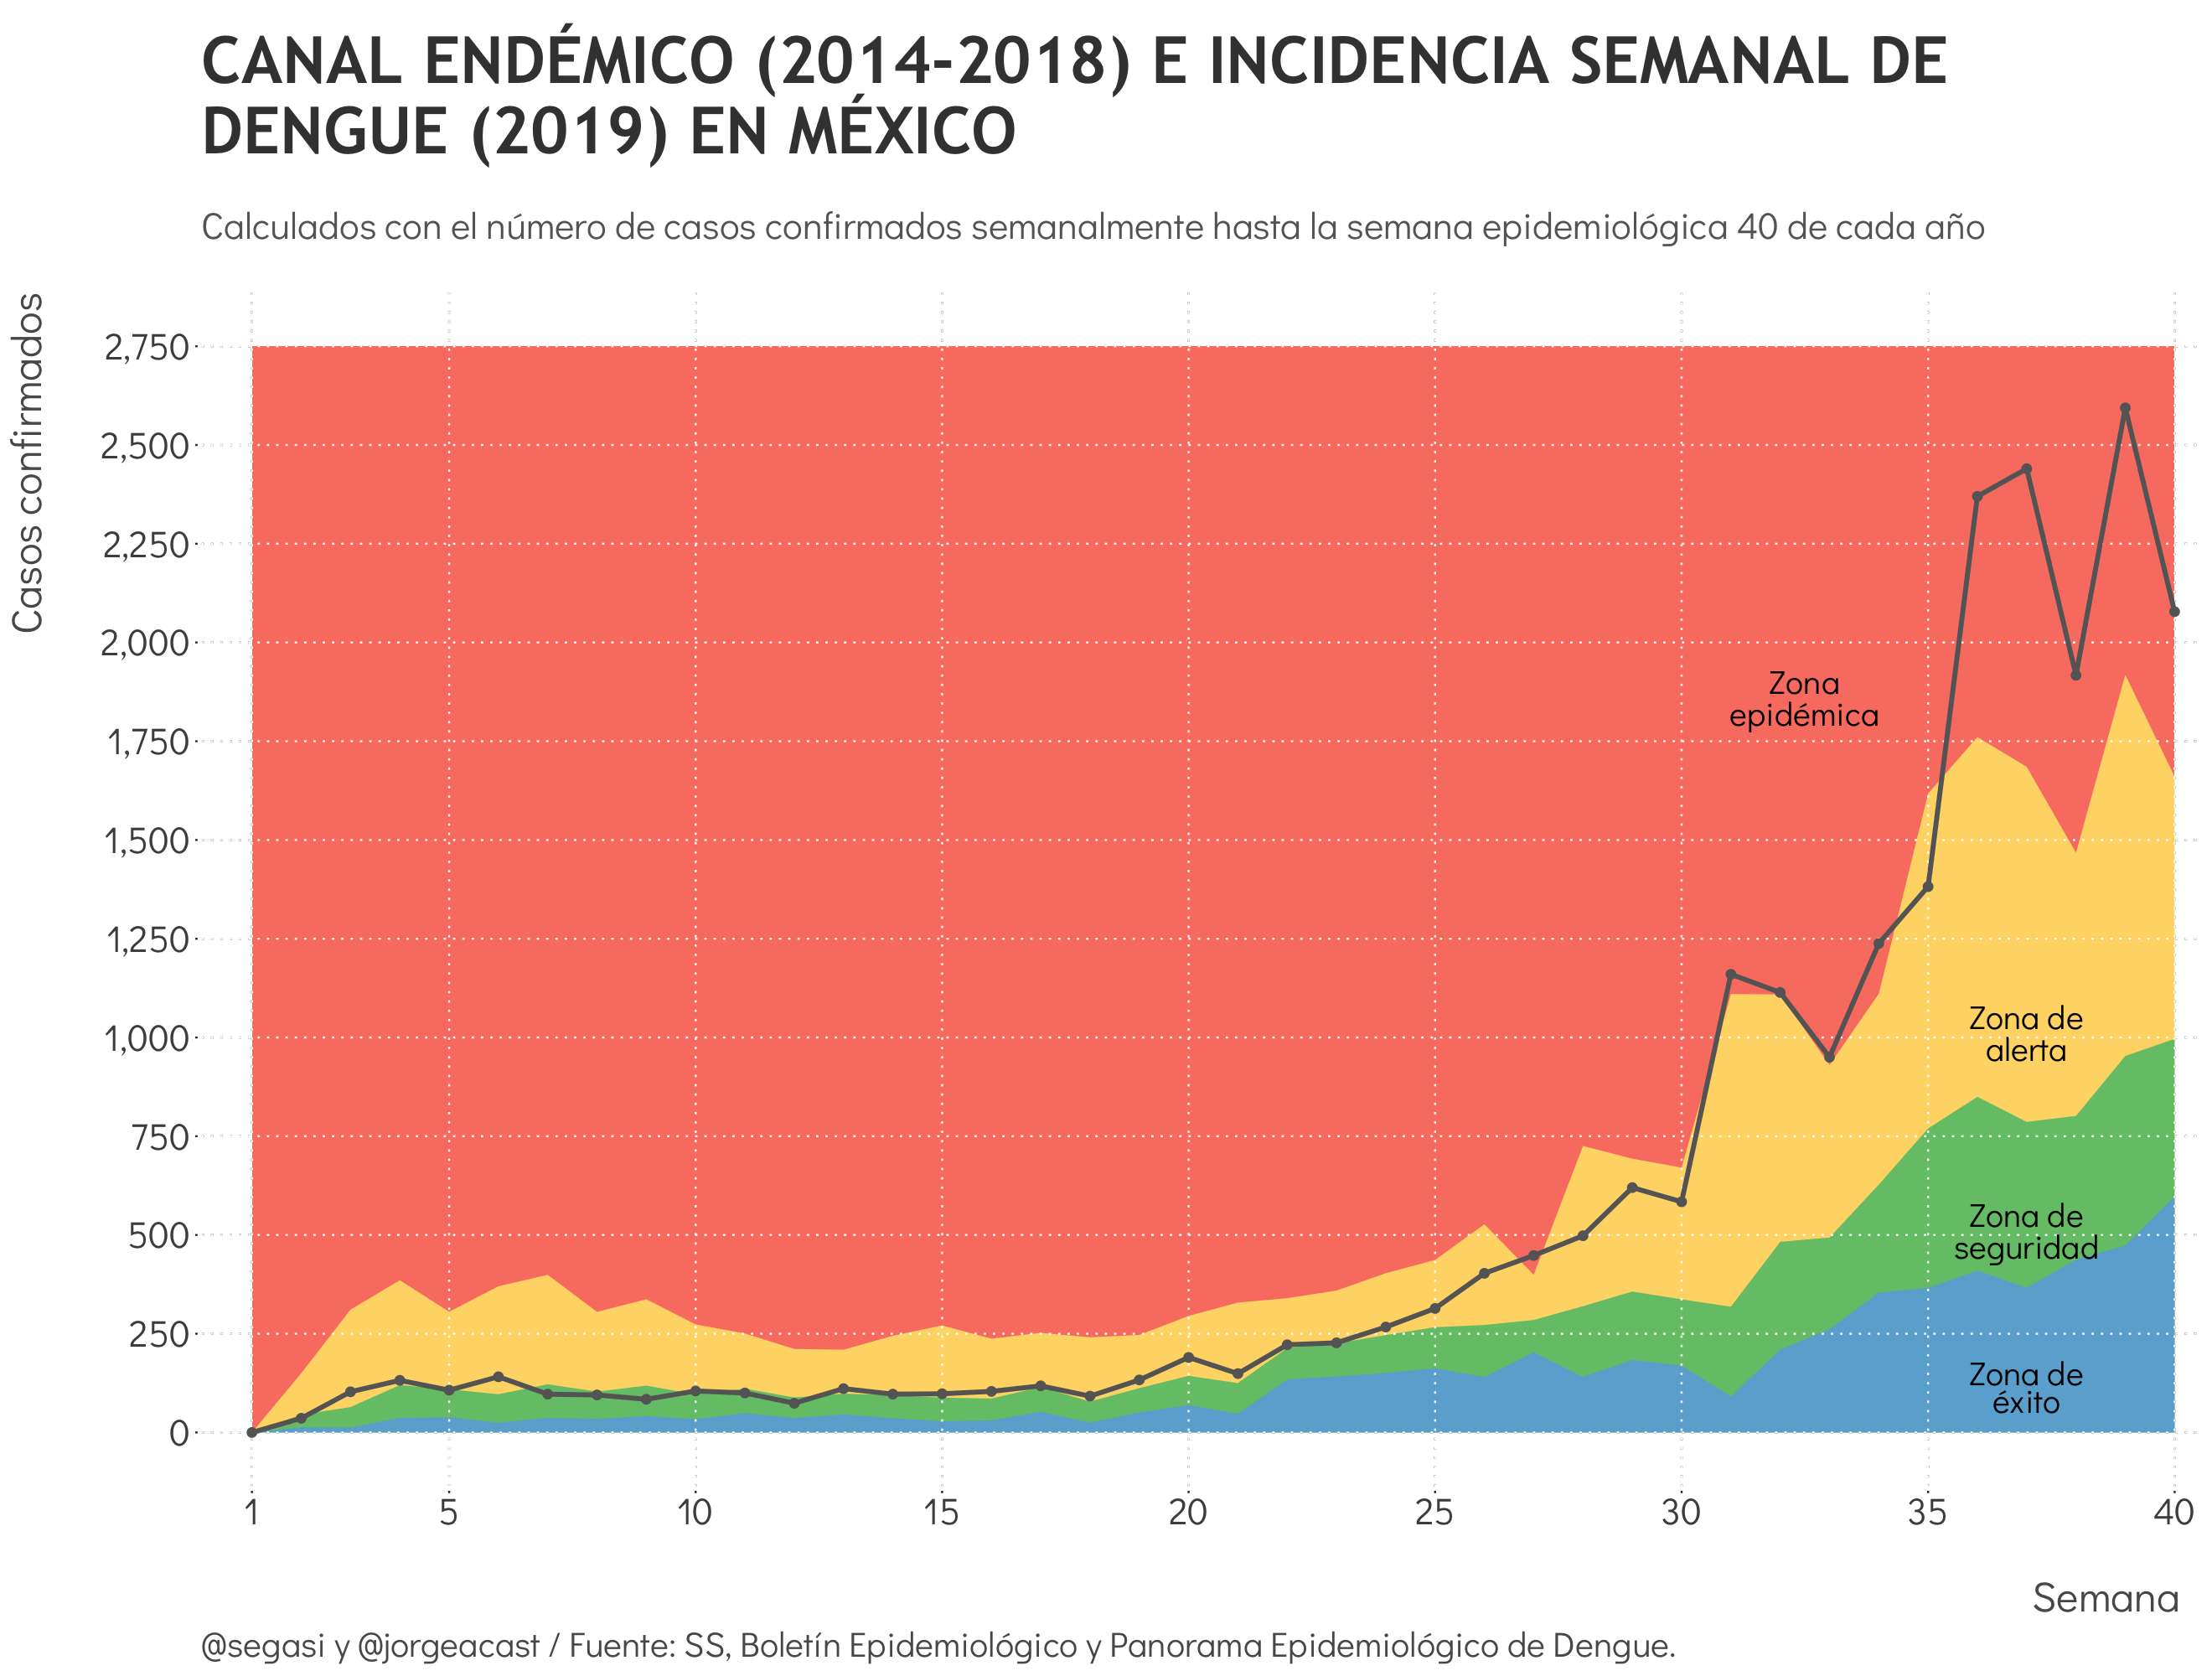 CANAL ENDÉMICO (2014-2018) E INCIDENCIA SEMANAL DE
DENGUE (2019) EN MÉXICO
Calculados con el número de casos confirmados semanalmente hasta la semana epidemiológica 40 de cada año
Casos confirmados
2,750
2,500
2,250
2,000
1,750
1,500
1,250
1,000
750
500
250
0
Zona
epidémica
Zona de
alerta
Zona de
seguridad
Zona de
éxito
1 5 10 15 20 25 30 35 40
Semana
@segasi y @jorgeacast / Fuente: SS, Boletín Epidemiológico y Panorama Epidemiológico de Dengue.